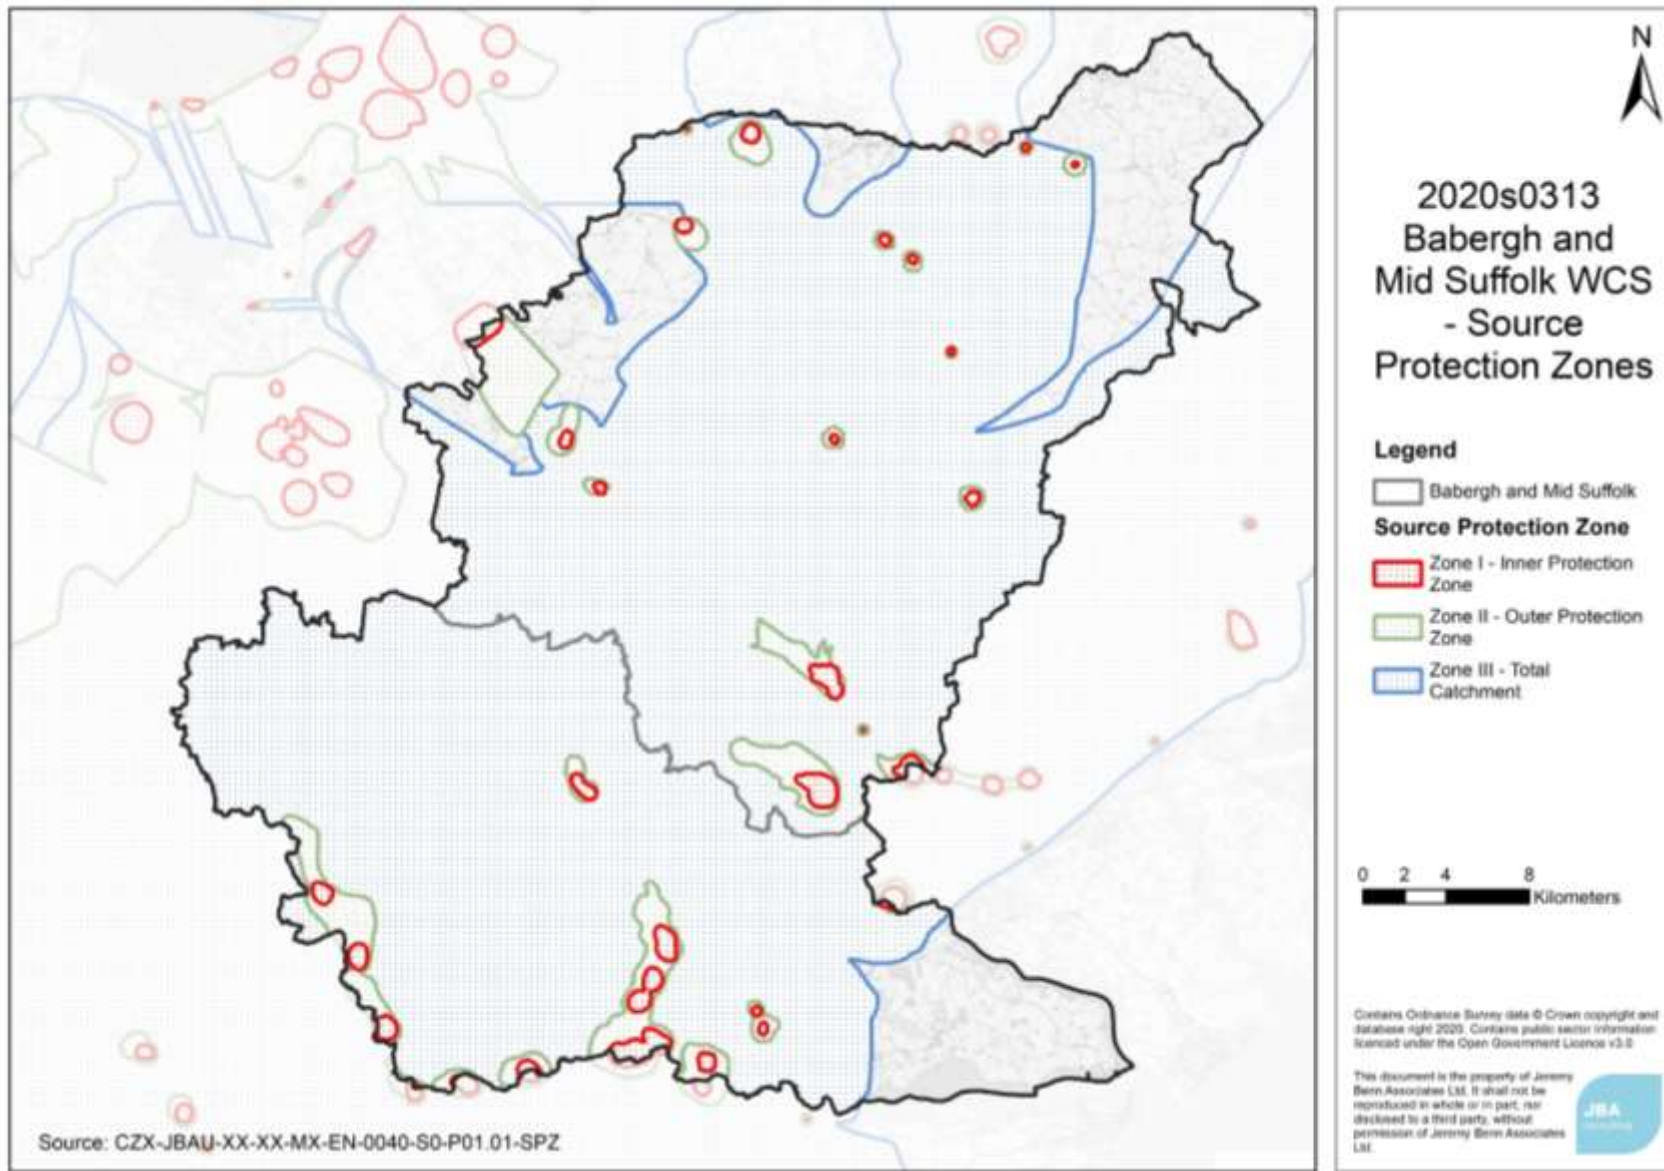 N
2020s0313
Babergh and
Mid Suffolk WCS
- Source
Protection Zones
Legend
Babergh and Mid Suffolk
Source Protection Zone
Zone I - Inner Protection
Zone
Zone II - Outer Protection
Zone
Zone III - Total
Catchment
0 2 4 8
Kilometers
Contains Ordnance Survey data © Crown copyright and
database right 2020. Contains public sector information
licenced under the Open Government Licence v3.0
This document is the property of Jeremy
Benn Associates Ltd. It shall not be
reproduced in whole or in part, nor
disclosed to a third party, without
permission of Jeremy Benn Associates
Ltd.
JBA
Source: CZX-JBAU-XX-XX-MX-EN-0040-S0-P01.01-SPZ